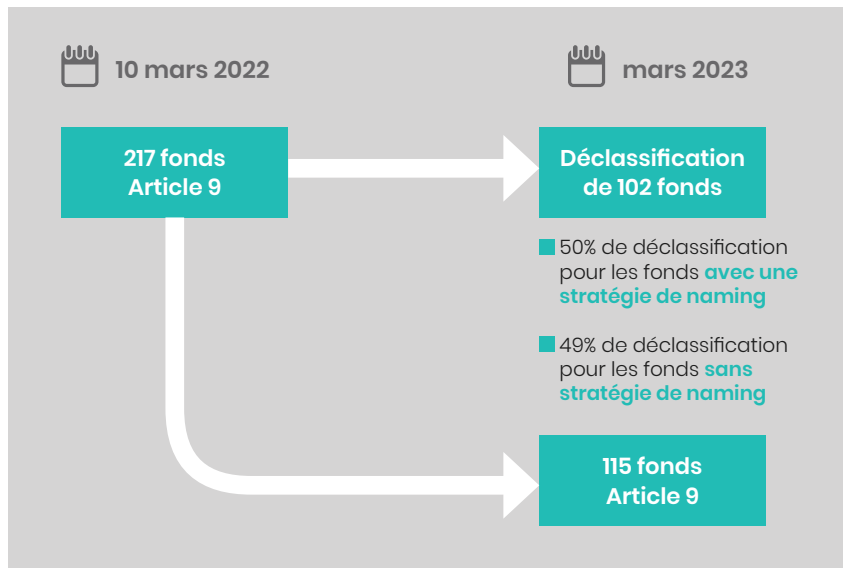 10 mars 2022
mars 2023
217 fonds
Article 9
Déclassification
de 102 fonds
50% de déclassification
pour les fonds avec une
stratégie de naming
49% de déclassification
pour les fonds sans
stratégie de naming
115 fonds
Article 9